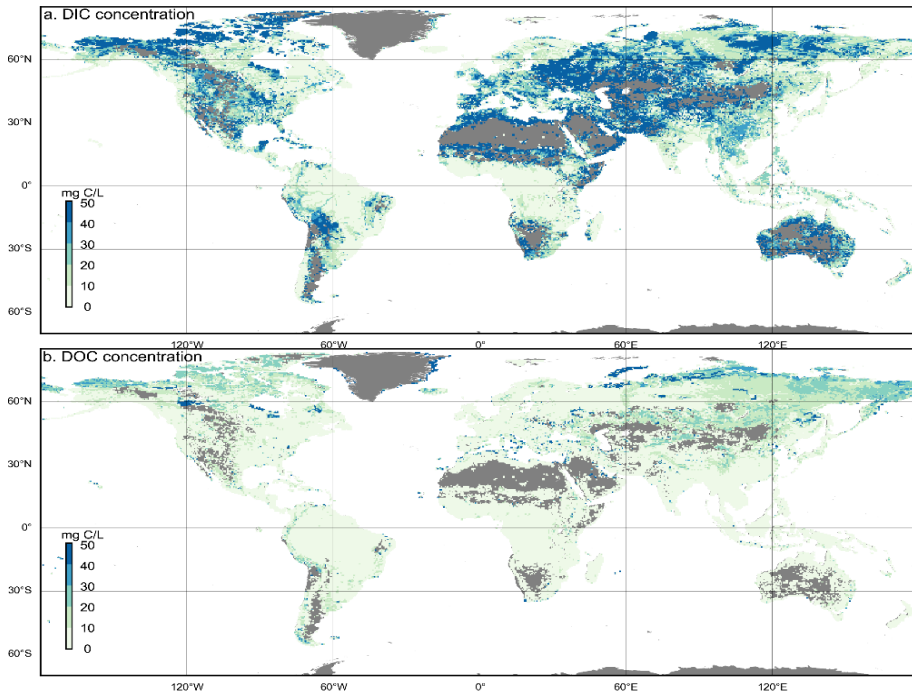 a. DIC concentration
60°N
30°N
0°
30°S
60°S
mg C/L
50
40
30
20
10
0
120°W
60°W
0°
60°E
120°E
b. DOC concentration
60°N
30°N
0°
30°S
60°S
mg C/L
50
40
30
20
10
0
120°W
60°W
0°
60°E
120°E